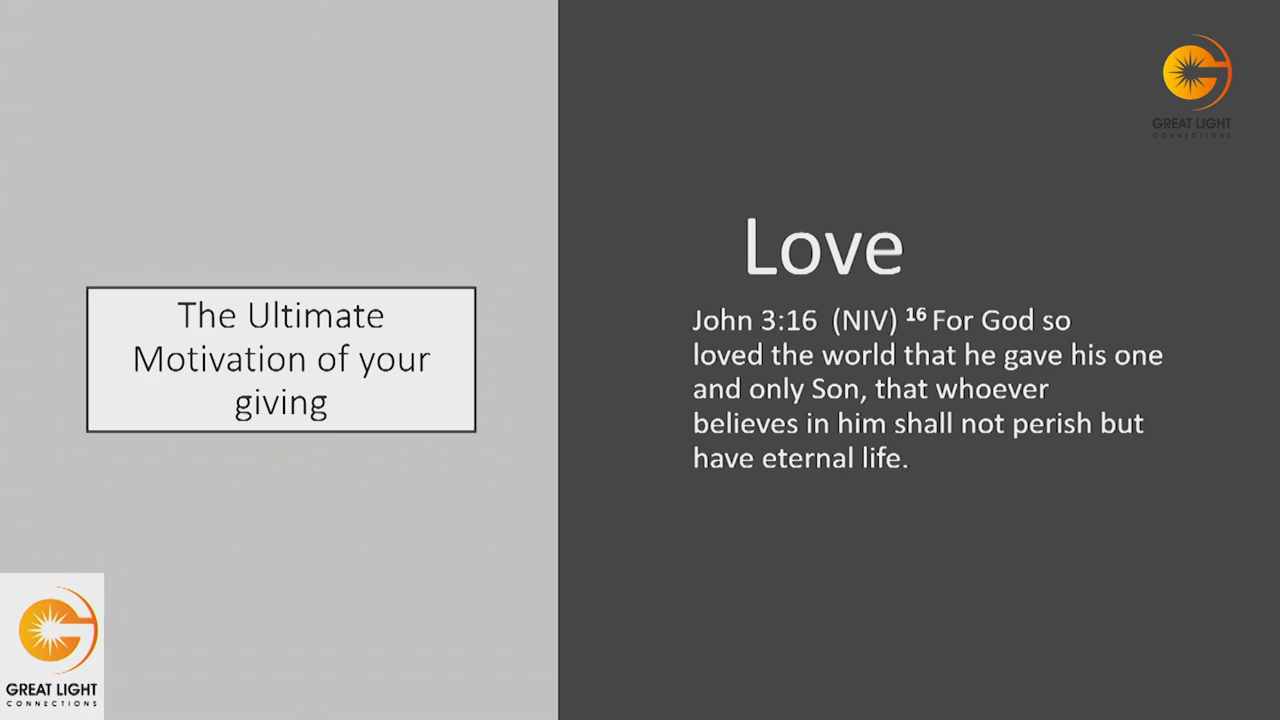 The Ultimate
Motivation of your
giving
GREAT LIGHT
CONNECTIONS
Love
John 3:16 (NIV) 16 For God so
loved the world that he gave his one
and only Son, that whoever
believes in him shall not perish but
have eternal life.
GREAT LIGHT
CONNECTIONS